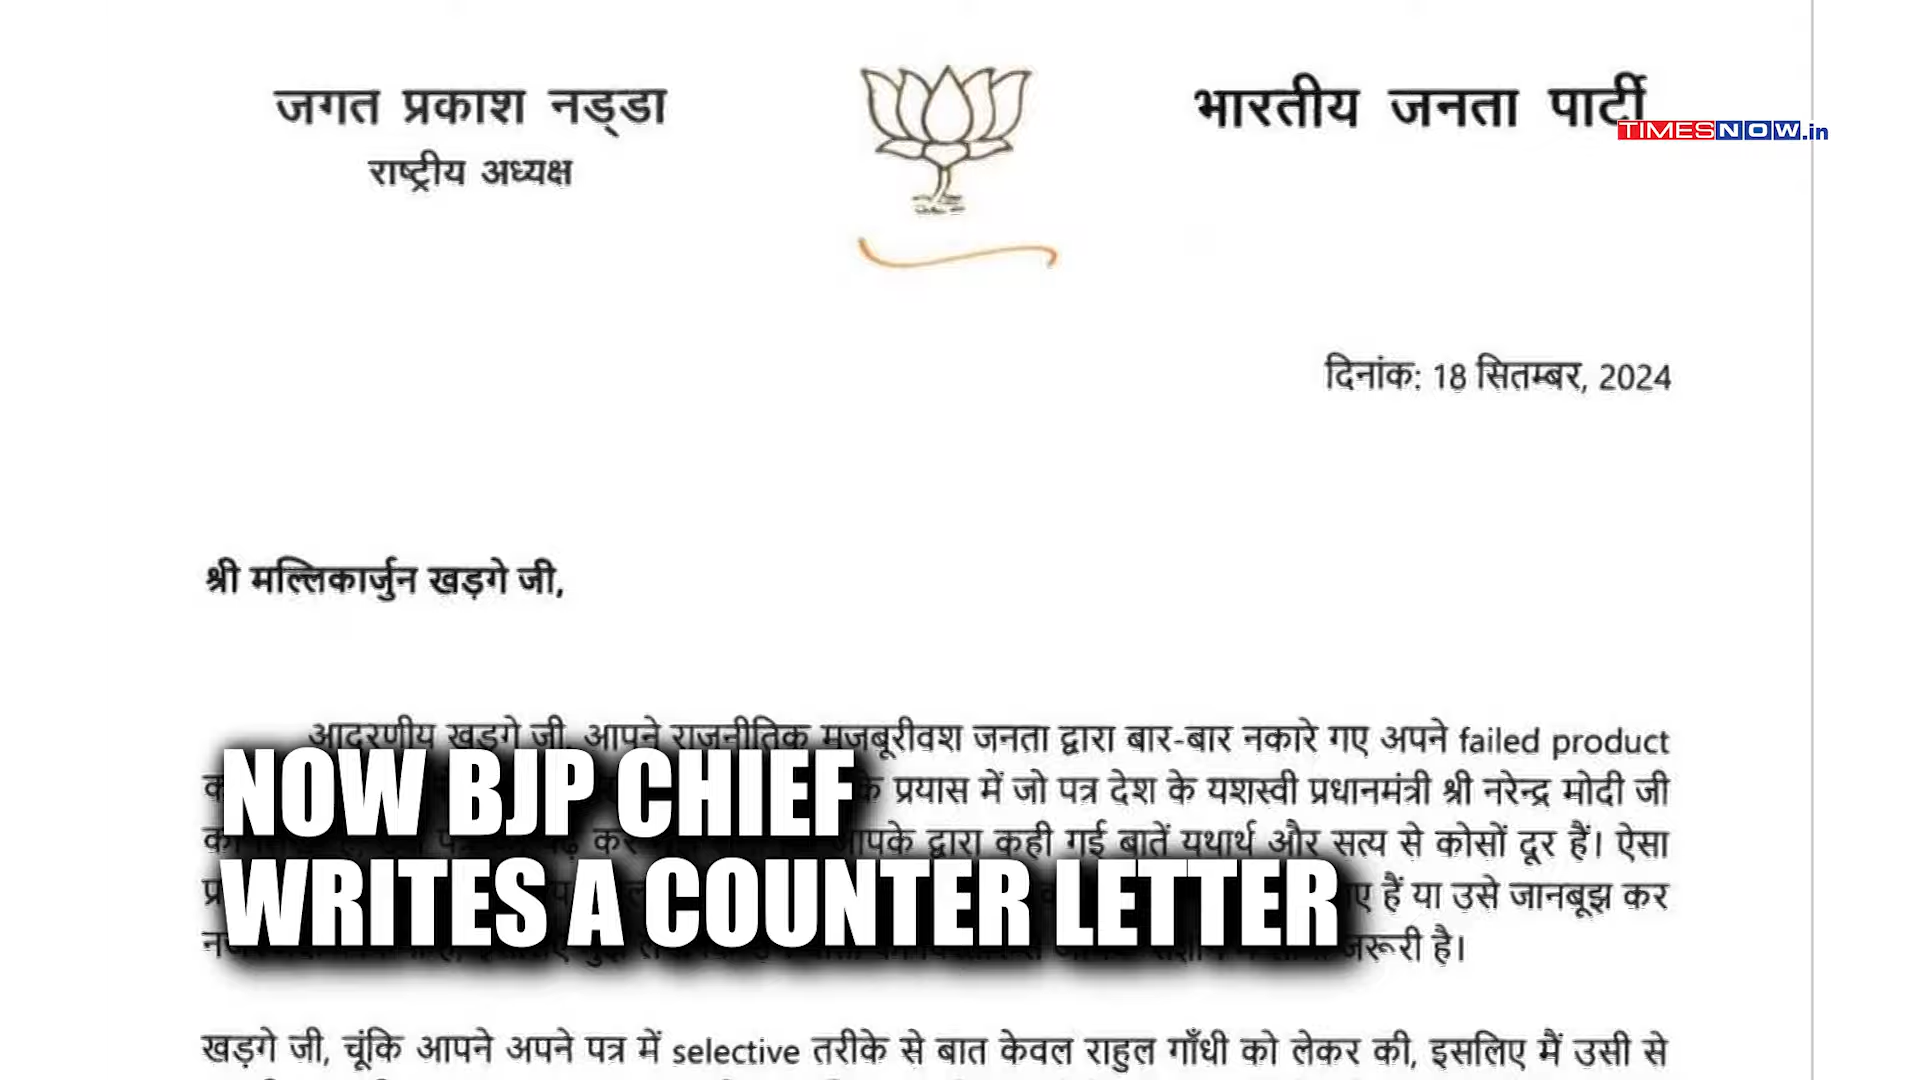 जगत प्रकाश नड्डा
राष्ट्रीय अध्यक्ष
भारतीय जनता पार्टी
TIMESNOW.in
दिनांक: 18 सितम्बर, 2024
श्री मल्लिकार्जुन खड़गे जी,
आदरणीय खड़गे जी, आपने राजनीतिक मजबूरीवश जनता द्वारा बार-बार नकारे गए अपने failed product
के प्रयास में जो पत्र देश के यशस्वी प्रधानमंत्री श्री नरेन्द्र मोदी जी
आपके द्वारा कही गई बातें यथार्थ और सत्य से कोसों दूर हैं। ऐसा
हैं या उसे जानबूझ कर
जरूरी है।
NOW BJP CHIEF
WRITES A COUNTER LETTER
खड़गे जी, चूंकि आपने अपने पत्र में selective तरीके से बात केवल राहुल गाँधी को लेकर की, इसलिए मैं उसी से